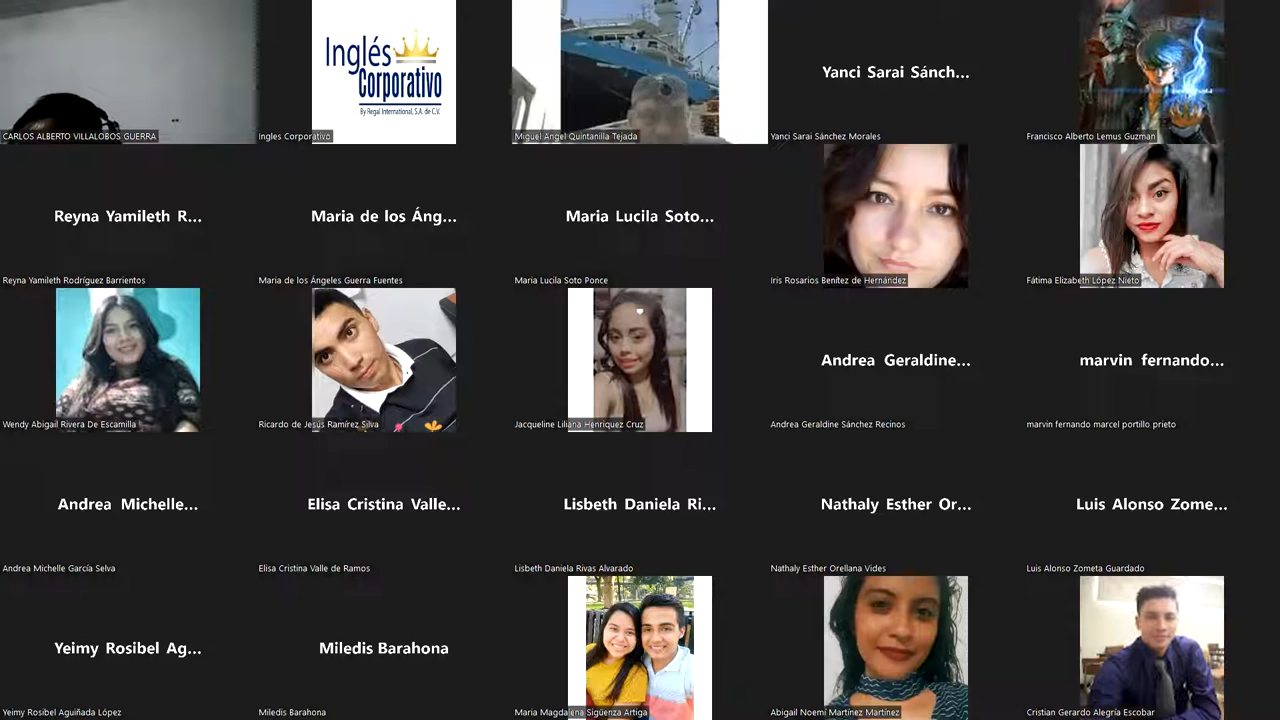 CARLOS ALBERTO VILLALOBOS GUERRA
Inglés
Corporativo
By Regal International, S.A. de C.V.
Ingles Corporativo
Miguel Angel Quintanilla Tejada
Yanci Sarai Sánch...
Yanci Sarai Sánchez Morales
Francisco Alberto Lemus Guzman
Reyna Yamileth R...
Reyna Yamileth Rodríguez Barrientos
Maria de los Áng...
Maria de los Ángeles Guerra Fuentes
Maria Lucila Soto...
Maria Lucila Soto Ponce
Iris Rosarios Benítez de Hernández
Fátima Elizabeth López Nieto
Wendy Abigail Rivera De Escamilla
Ricardo de Jesús Ramírez Silva
Jacqueline Liliana Henriquez Cruz
Andrea Geraldine...
Andrea Geraldine Sánchez Recinos
marvin fernando...
marvin fernando marcel portillo prieto
Andrea Michelle...
Andrea Michelle García Selva
Elisa Cristina Valle...
Elisa Cristina Valle de Ramos
Lisbeth Daniela Ri...
Lisbeth Daniela Rivas Alvarado
Nathaly Esther Or...
Nathaly Esther Orellana Vides
Luis Alonso Zome...
Luis Alonso Zometa Guardado
Yeimy Rosibel Ag...
Yeimy Rosibel Aguiñada López
Miledis Barahona
Miledis Barahona
Maria Magdalena Sigüenza Artiga
Abigail Noemí Martínez Martínez
Cristian Gerardo Alegría Escobar